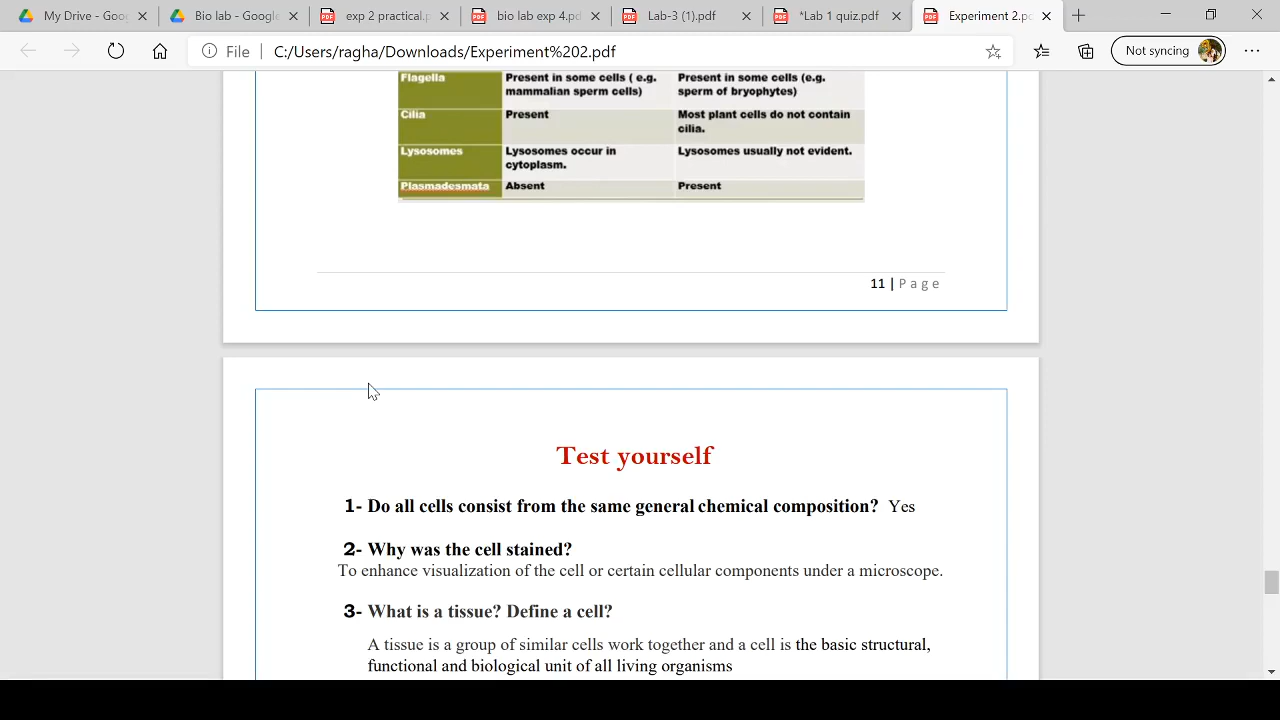 My Drive - Goo
Bio lab - Google
exp 2 practical.p
bio lab exp 4.pd
Lab-3 (1).pdf
*Lab 1 quiz.pdf
Experiment 2.pd
File
C:/Users/ragha/Downloads/Experiment%202.pdf
Not syncing
Flagella Present in some cells ( e.g. mammalian sperm cells) Present in some cells (e.g. sperm of bryophytes)
Cilia Present Most plant cells do not contain cilia.
Lysosomes Lysosomes occur in cytoplasm. Lysosomes usually not evident.
Plasmadesmata Absent Present
11 | Page
Test yourself
1- Do all cells consist from the same general chemical composition? Yes
2- Why was the cell stained?
To enhance visualization of the cell or certain cellular components under a microscope.
3- What is a tissue? Define a cell?
A tissue is a group of similar cells work together and a cell is the basic structural,
functional and biological unit of all living organisms